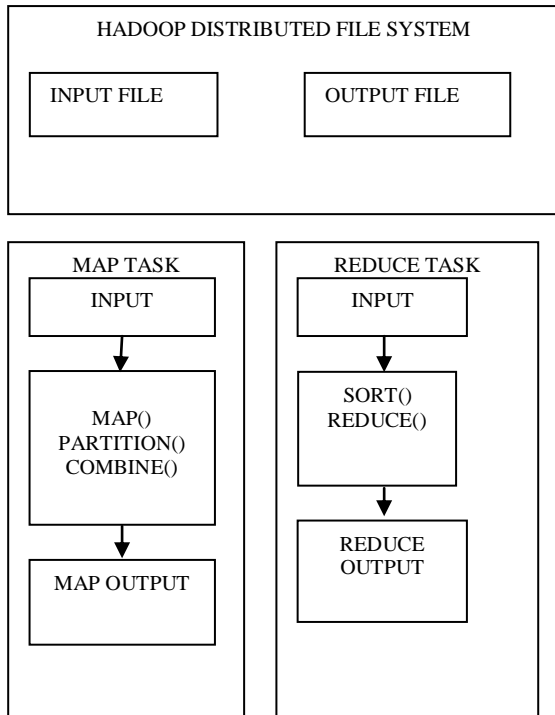 HADOOP DISTRIBUTED FILE SYSTEM
INPUT FILE
OUTPUT FILE
MAP TASK
INPUT
MAP()
PARTITION()
COMBINE()
MAP OUTPUT
REDUCE TASK
INPUT
SORT()
REDUCE()
REDUCE
OUTPUT